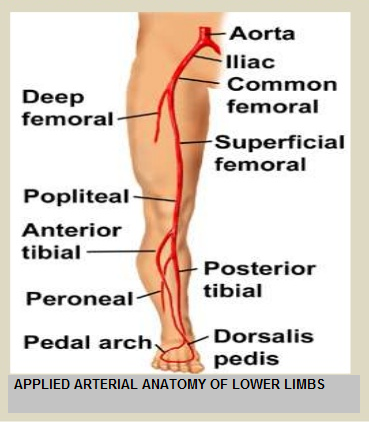 Aorta
Iliac
Common
femoral
Deep
femoral
Superficial
femoral
Popliteal
Anterior
tibial
Posterior
tibial
Peroneal
Pedal arch
Dorsalis
pedis
APPLIED ARTERIAL ANATOMY OF LOWER LIMBS